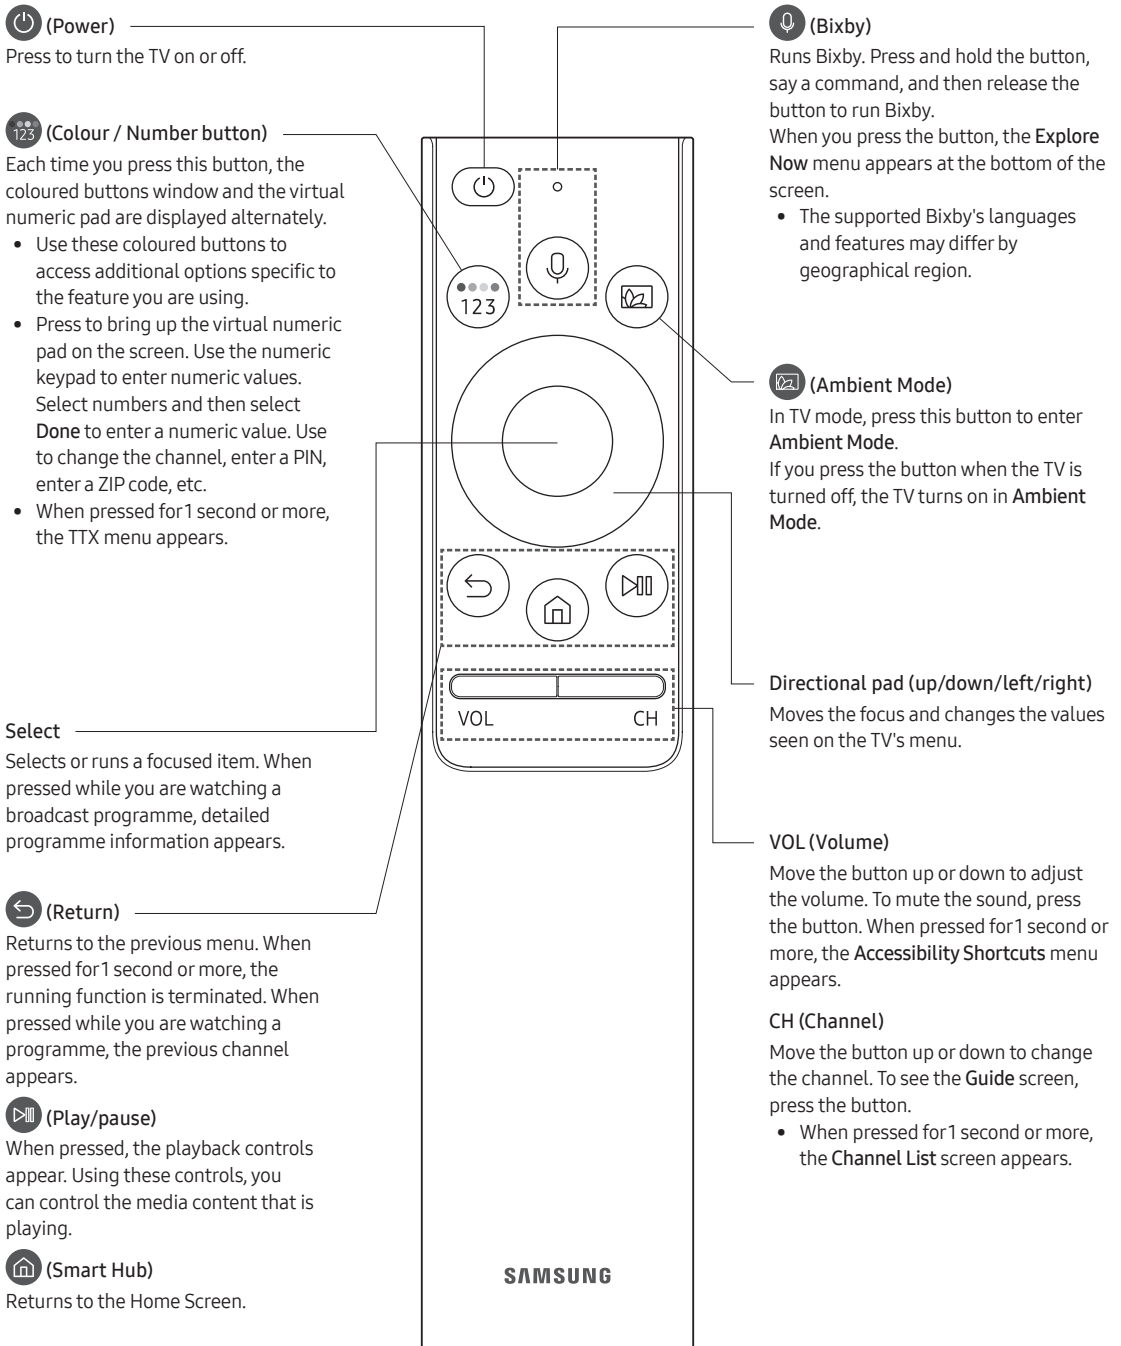 (Power)
Press to turn the TV on or off.
123 (Colour / Number button)
Each time you press this button, the
coloured buttons window and the virtual
numeric pad are displayed alternately.
• Use these coloured buttons to
access additional options specific to
the feature you are using.
• Press to bring up the virtual numeric
pad on the screen. Use the numeric
keypad to enter numeric values.
Select numbers and then select
Done to enter a numeric value. Use
to change the channel, enter a PIN,
enter a ZIP code, etc.
• When pressed for 1 second or more,
the TTX menu appears.
Select
Selects or runs a focused item. When
pressed while you are watching a
broadcast programme, detailed
programme information appears.
(Return)
Returns to the previous menu. When
pressed for 1 second or more, the
running function is terminated. When
pressed while you are watching a
programme, the previous channel
appears.
(Play/pause)
When pressed, the playback controls
appear. Using these controls, you
can control the media content that is
playing.
(Smart Hub)
Returns to the Home Screen.
123
VOL
CH
SAMSUNG
(Bixby)
Runs Bixby. Press and hold the button,
say a command, and then release the
button to run Bixby.
When you press the button, the Explore
Now menu appears at the bottom of the
screen.
• The supported Bixby's languages
and features may differ by
geographical region.
(Ambient Mode)
In TV mode, press this button to enter
Ambient Mode.
If you press the button when the TV is
turned off, the TV turns on in Ambient
Mode.
Directional pad (up/down/left/right)
Moves the focus and changes the values
seen on the TV's menu.
VOL (Volume)
Move the button up or down to adjust
the volume. To mute the sound, press
the button. When pressed for 1 second or
more, the Accessibility Shortcuts menu
appears.
CH (Channel)
Move the button up or down to change
the channel. To see the Guide screen,
press the button.
• When pressed for 1 second or more,
the Channel List screen appears.